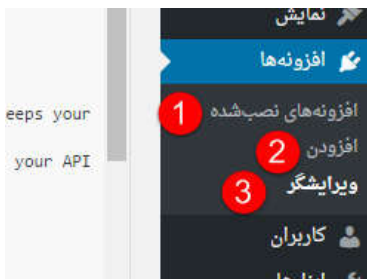 نمایش
افزونه‌ها
افزونه‌های نصب‌شده 1
افزودن 2
ویرایشگر 3
کاربران
eeps your
your API